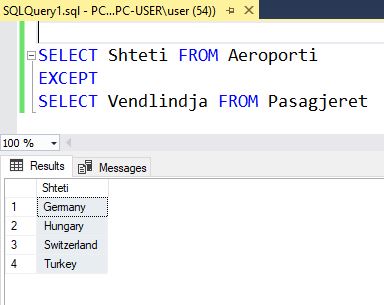 SQLQuery1.sql - PC...PC-USER\user (54))
SELECT Shteti FROM Aeroporti
EXCEPT
SELECT Vendlindja FROM Pasagjeret
100 %
Results Messages
Shteti
1 Germany
2 Hungary
3 Switzerland
4 Turkey